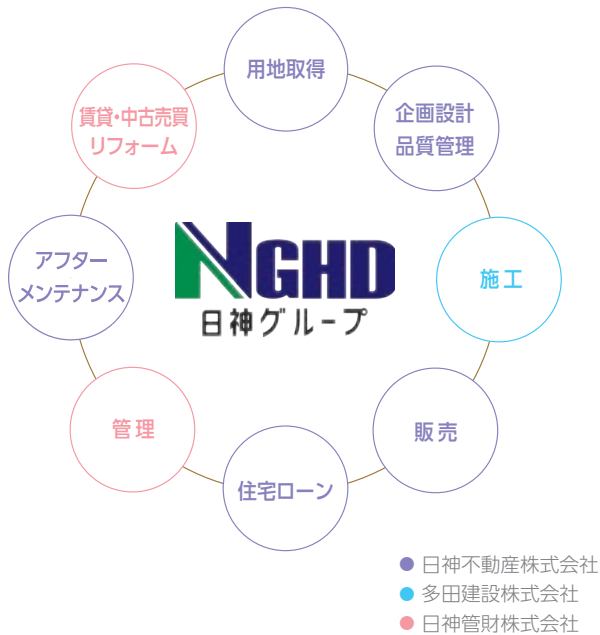 用地取得
企画設計
品質管理
施工
販売
住宅ローン
管理
アフター
メンテナンス
賃貸・中古売買
リフォーム
NGHD
日神グループ
日神不動産株式会社
多田建設株式会社
日神管財株式会社